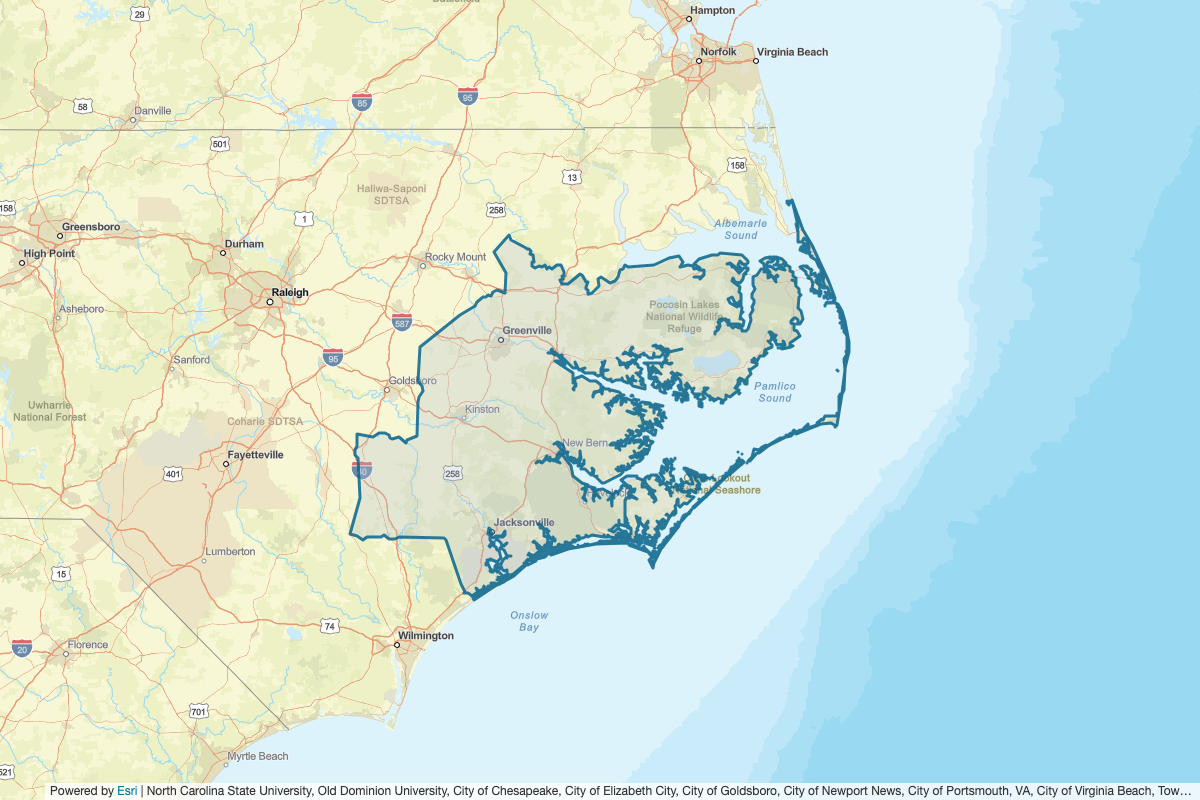 Hampton
29
Norfolk
Virginia Beach
85
95
58
Danville
501
158
13
Haliwa-Saponi
SDTSA
258
158
1
Albemarle
Sound
Greensboro
Durham
High Point
Rocky Mount
Raleigh
Asheboro
Pocosin Lakes
National Wildlife
Refuge
587
Greenville
95
Sanford
Goldsboro
Pamlico
Sound
Uwharrie
National Forest
Kinston
Coharie SDTSA
New Bern
Fayetteville
401
258
Lookout
Seashore
Jacksonville
Lumberton
15
Onslow
Bay
74
Wilmington
20
Florence
701
Myrtle Beach
521
Powered by Esri | North Carolina State University, Old Dominion University, City of Chesapeake, City of Elizabeth City, City of Goldsboro, City of Newport News, City of Portsmouth, VA, City of Virginia Beach, Tow…